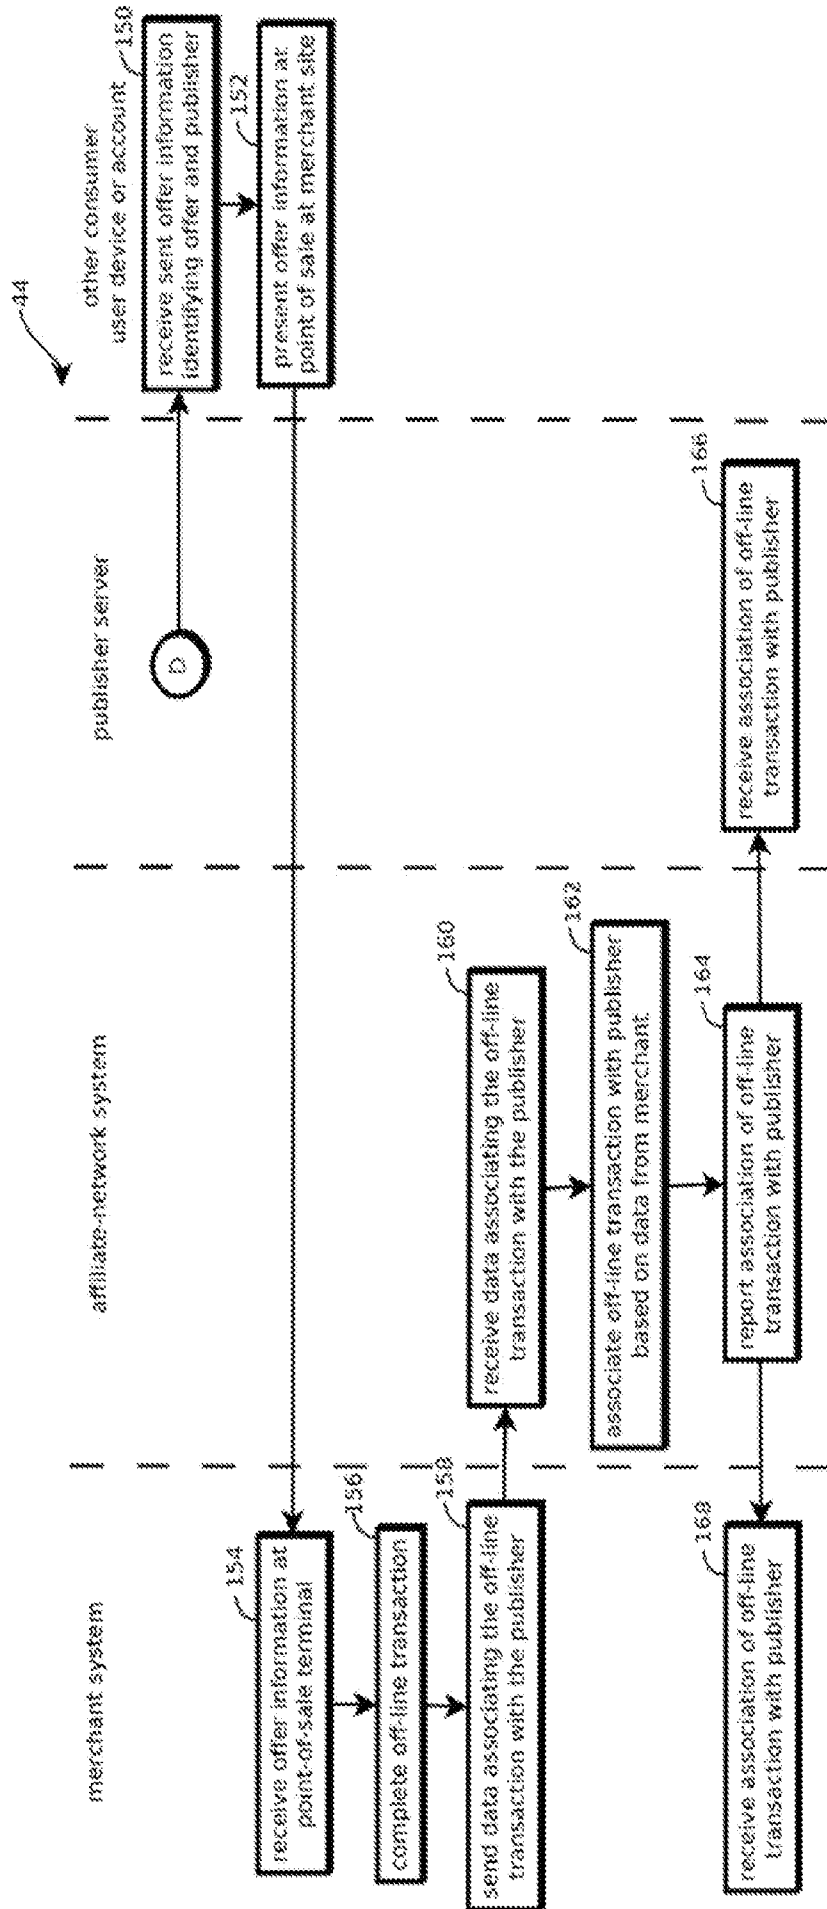 44
merchant system
affiliate-network system
publisher server
other consumer
user device or account
D
150
receive sent offer information
identifying offer and publisher
152
present offer information at
point of sale at merchant site
154
receive offer information at
point-of-sale terminal
156
complete off-line transaction
158
send data associating the off-line
transaction with the publisher
160
receive data associating the off-line
transaction with the publisher
162
associate off-line transaction with publisher
based on data from merchant
164
report association of off-line
transaction with publisher
166
receive association of off-line
transaction with publisher
168
receive association of off-line
transaction with publisher